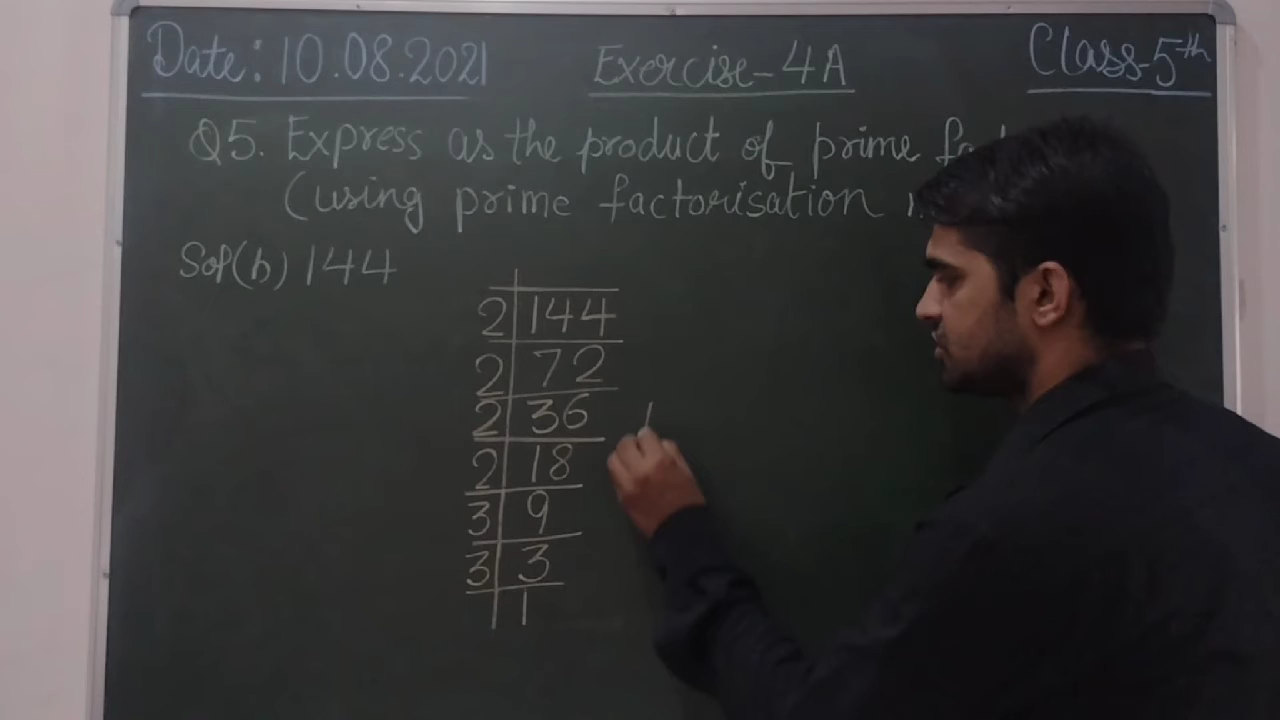 Date: 10.08.2021 Exercise-4A Class-5th
Q5. Express as the product of prime
(using prime factorisation
Sol(b) 144
2 144
2 72
2 36
2 18
3 9
3 3
1